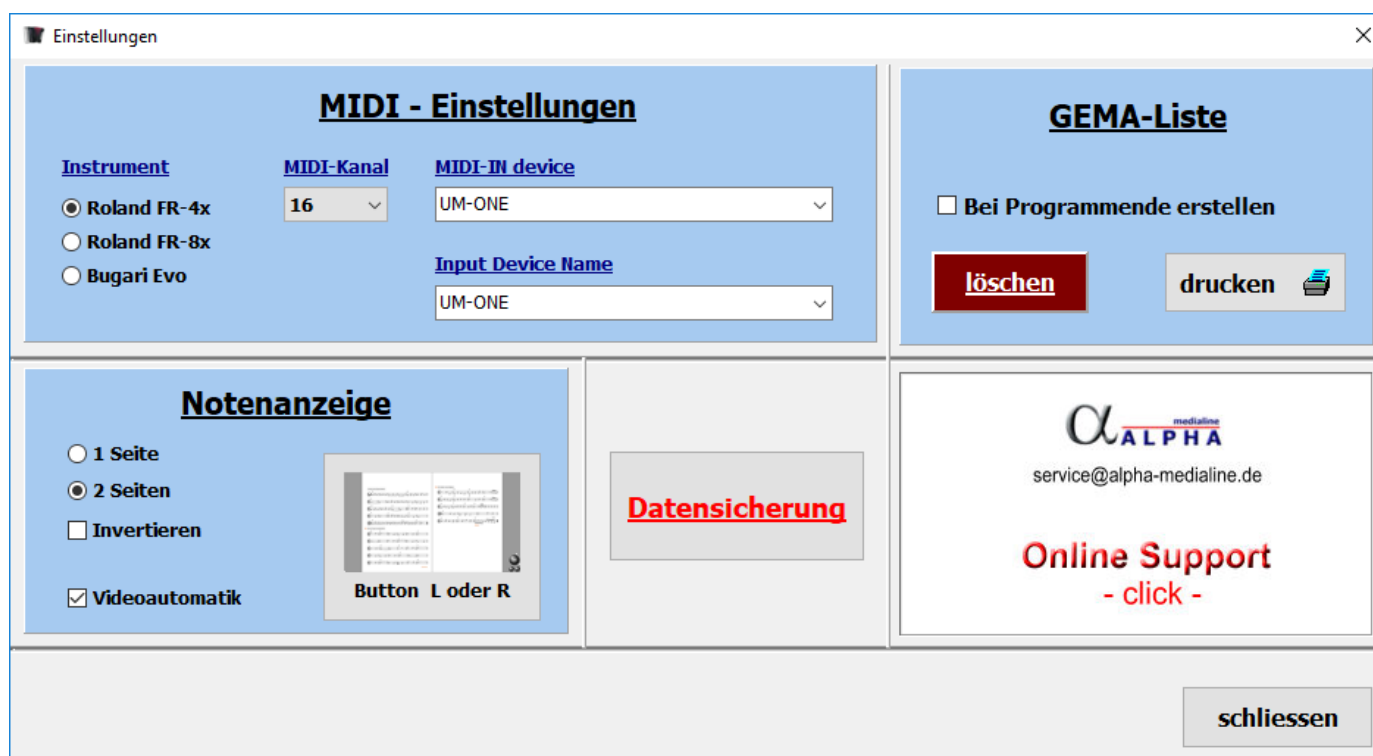 Einstellungen
MIDI - Einstellungen
Instrument
Roland FR-4x
Roland FR-8x
Bugari Evo
MIDI-Kanal
16
MIDI-IN device
UM-ONE
Input Device Name
UM-ONE
GEMA-Liste
Bei Programmende erstellen
löschen
drucken
Notenanzeige
1 Seite
2 Seiten
Invertieren
Videoautomatik
Button L oder R
Datensicherung
α medialine
ALPHA
service@alpha-medialine.de
Online Support
- click -
schliessen